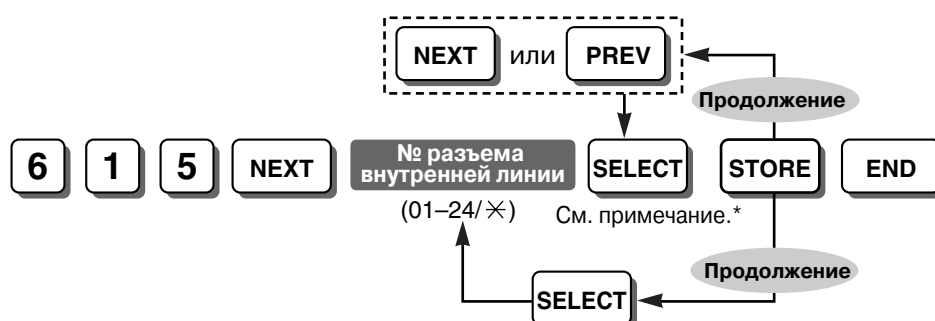 NEXT или PREV
Продолжение
6 1 5 NEXT № разъема внутренней линии SELECT STORE END
(01–24/✳) См. примечание.*
Продолжение
SELECT